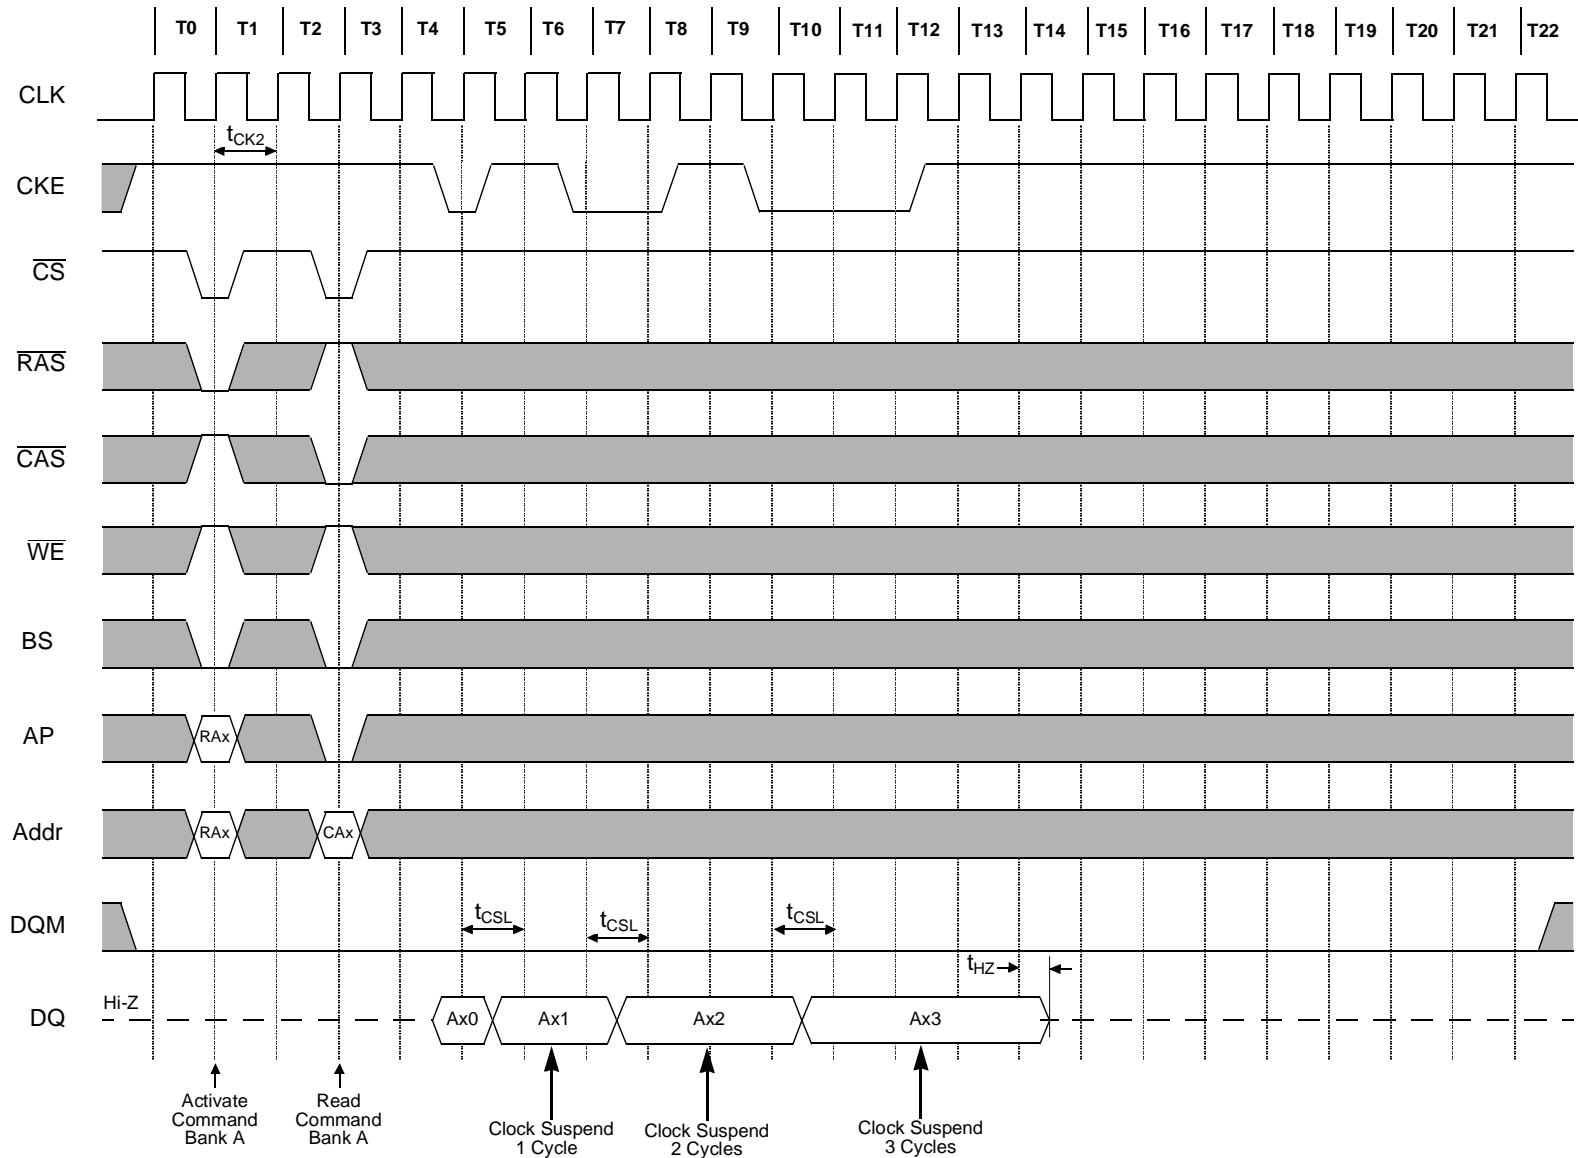 T0 T1 T2 T3 T4 T5 T6 T7 T8 T9 T10 T11 T12 T13 T14 T15 T16 T17 T18 T19 T20 T21 T22
CLK
tCK2
CKE
CS
RAS
CAS
WE
BS
AP
RAx
Addr
RAx CAx
DQM
tCSL tCSL tCSL
tHZ
Hi-Z
DQ
Ax0 Ax1 Ax2 Ax3
Activate
Command
Bank A
Read
Command
Bank A
Clock Suspend
1 Cycle
Clock Suspend
2 Cycles
Clock Suspend
3 Cycles